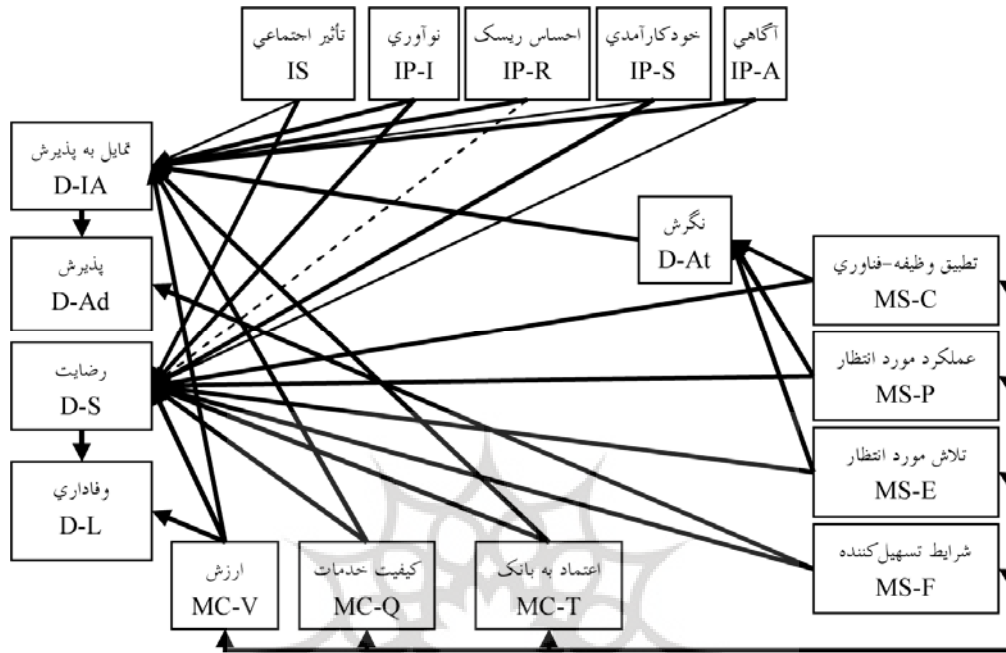 تأثير اجتماعي
IS
نوآوري
IP-I
احساس ريسک
IP-R
خودکارآمدي
IP-S
آگاهي
IP-A
تمايل به پذيرش
D-IA
پذيرش
D-Ad
رضايت
D-S
وفاداري
D-L
نگرش
D-At
تطبيق وظيفه-فناوري
MS-C
عملکرد مورد انتظار
MS-P
تلاش مورد انتظار
MS-E
شرايط تسهيل‌کننده
MS-F
ارزش
MC-V
کيفيت خدمات
MC-Q
اعتماد به بانک
MC-T